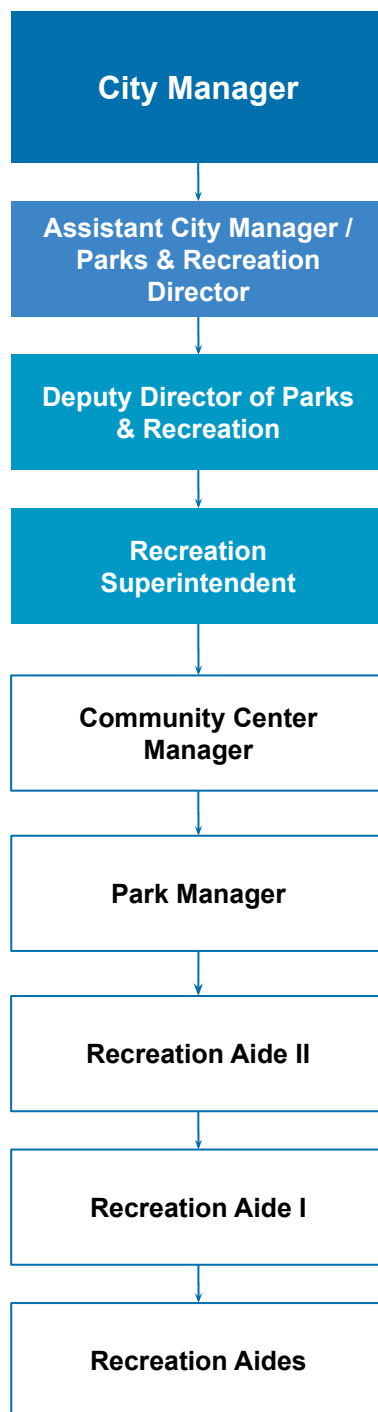 City Manager
Assistant City Manager /
Parks & Recreation
Director
Deputy Director of Parks
& Recreation
Recreation
Superintendent
Community Center
Manager
Park Manager
Recreation Aide II
Recreation Aide I
Recreation Aides